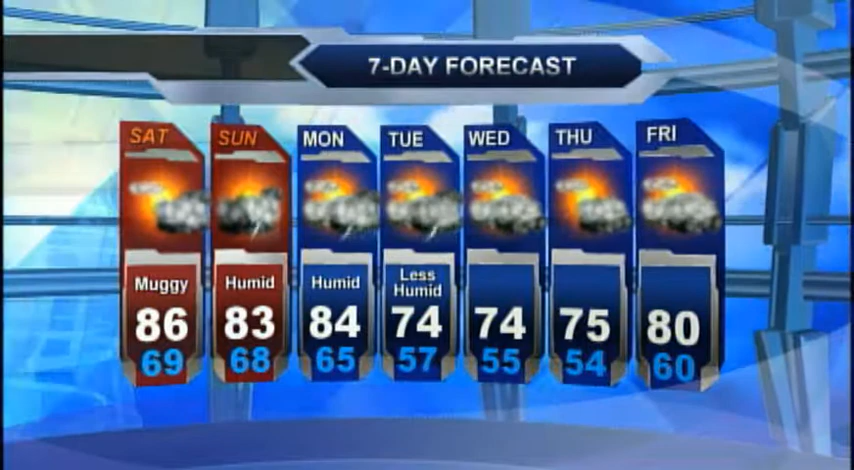 7-DAY FORECAST
SAT SUN MON TUE WED THU FRI
Muggy Humid Humid Less Humid
86 83 84 74 74 75 80
69 68 65 57 55 54 60